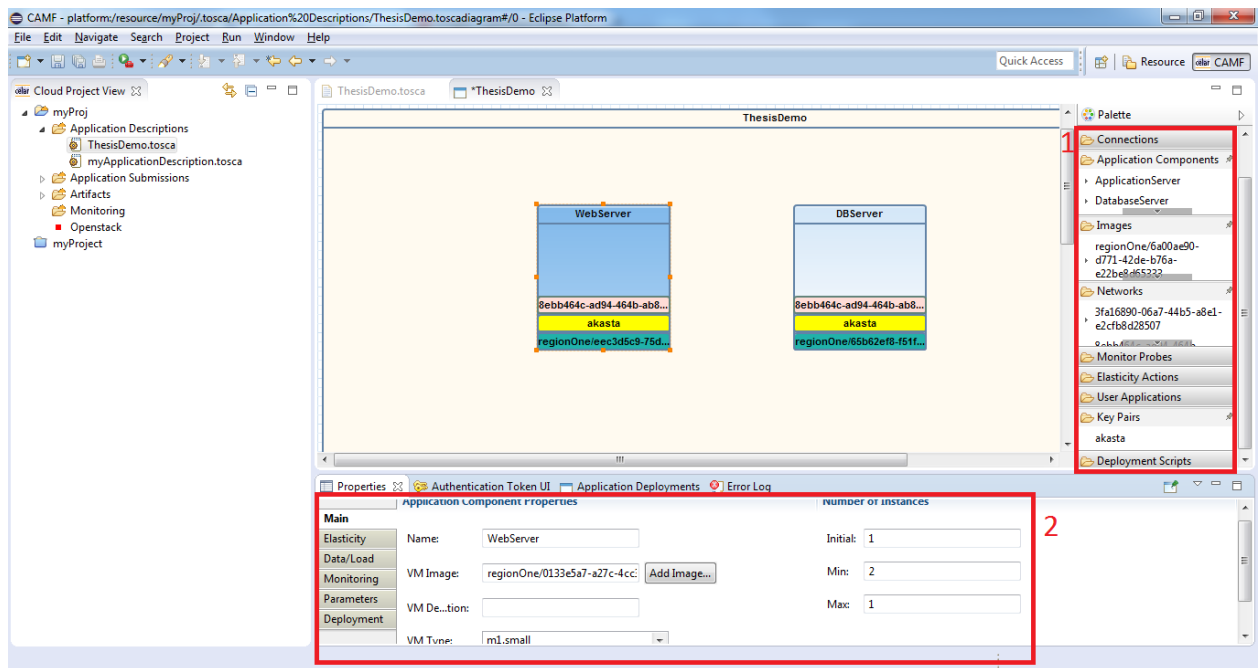 CAMF - platform:/resource/myProj/.tosca/Application%20Descriptions/ThesisDemo.toscadiagram#/0 - Eclipse Platform
File Edit Navigate Search Project Run Window Help
Quick Access
Resource
CAMF
Cloud Project View
myProj
Application Descriptions
ThesisDemo.tosca
myApplicationDescription.tosca
Application Submissions
Artifacts
Monitoring
Openstack
myProject
ThesisDemo.tosca
*ThesisDemo
ThesisDemo
WebServer
8ebb464c-ad94-464b-ab8...
akasta
regionOne/eec3d5c9-75d...
DBServer
8ebb464c-ad94-464b-ab8...
akasta
regionOne/65b62ef8-f51f...
1
Palette
Connections
Application Components
ApplicationServer
DatabaseServer
Images
regionOne/6a00ae90-
d771-42de-b76a-
e22be8d65333
Networks
3fa16890-06a7-44b5-a8e1-
e2cfb8d28507
Monitor Probes
Elasticity Actions
User Applications
Key Pairs
akasta
Deployment Scripts
Properties
Authentication Token UI
Application Deployments
Error Log
2
Main
Elasticity
Data/Load
Monitoring
Parameters
Deployment
Application Component Properties
Name: WebServer
VM Image: regionOne/0133e5a7-a27c-4cc3 Add Image...
VM De...tion:
VM Type: m1.small
Number of Instances
Initial: 1
Min: 2
Max: 1